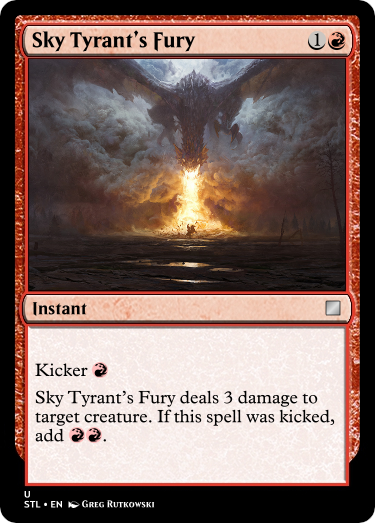 Sky Tyrant's Fury 1
Instant
Kicker
Sky Tyrant's Fury deals 3 damage to
target creature. If this spell was kicked,
add .
U
STL • EN Greg Rutkowski